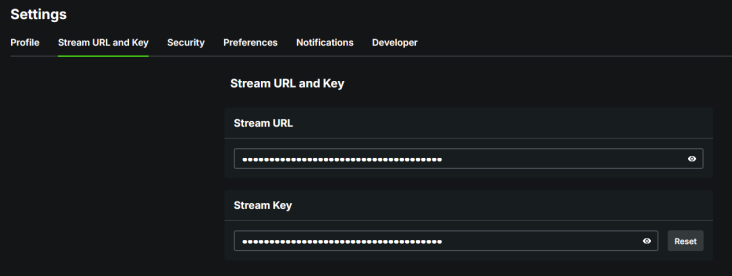 Settings
Profile Stream URL and Key Security Preferences Notifications Developer
Stream URL and Key
Stream URL
Stream Key
Reset